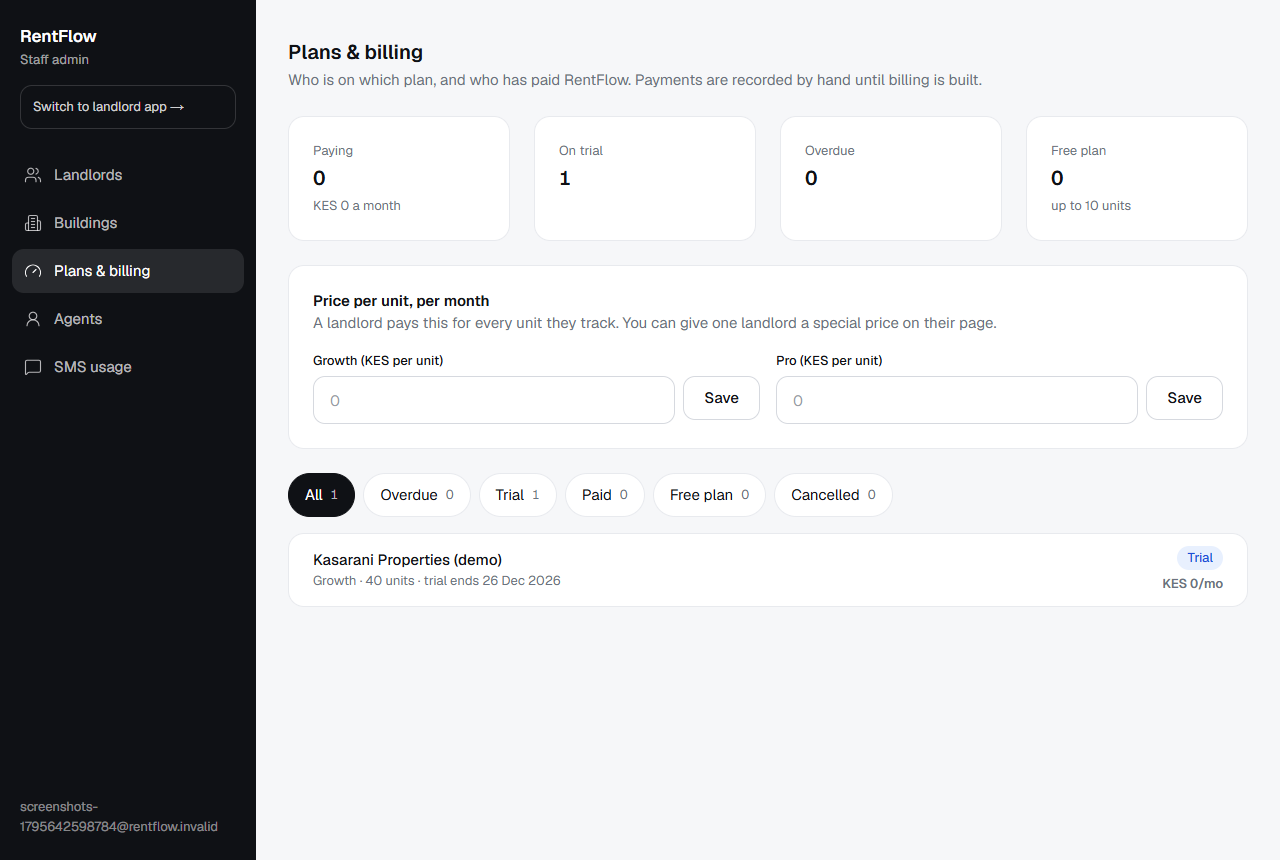 RentFlow
Staff admin
Switch to landlord app →
Landlords
Buildings
Plans & billing
Agents
SMS usage
screenshots-
1795642598784@rentflow.invalid
Plans & billing
Who is on which plan, and who has paid RentFlow. Payments are recorded by hand until billing is built.
Paying
0
KES 0 a month
On trial
1
Overdue
0
Free plan
0
up to 10 units
Price per unit, per month
A landlord pays this for every unit they track. You can give one landlord a special price on their page.
Growth (KES per unit)
0
Save
Pro (KES per unit)
0
Save
All 1
Overdue 0
Trial 1
Paid 0
Free plan 0
Cancelled 0
Kasarani Properties (demo)
Growth · 40 units · trial ends 26 Dec 2026
Trial
KES 0/mo